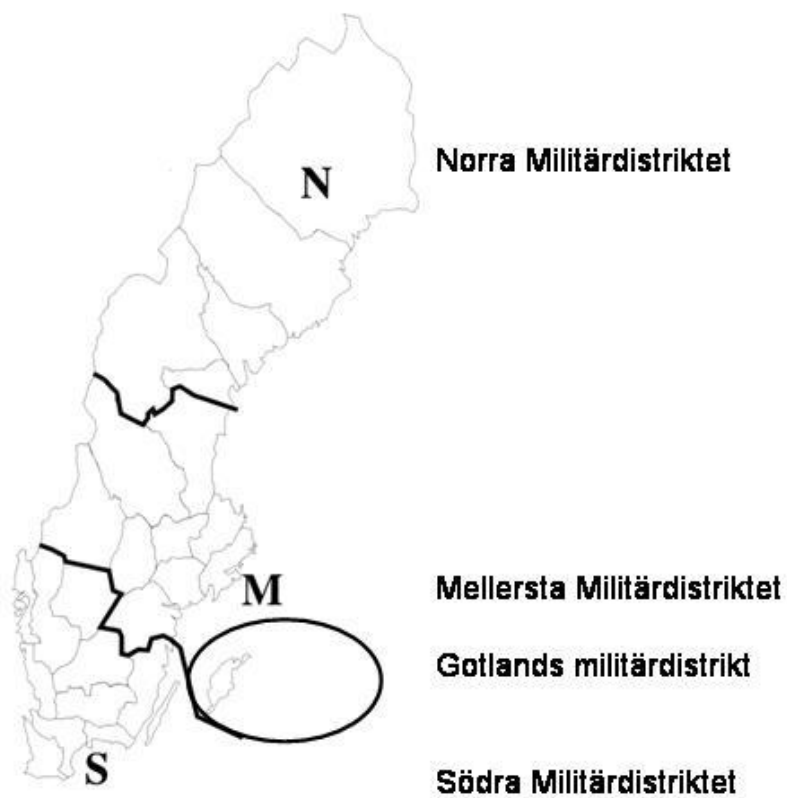 N
Norra Militärdistriktet
M
Mellersta Militärdistriktet
Gotlands militärdistrikt
S
Södra Militärdistriktet